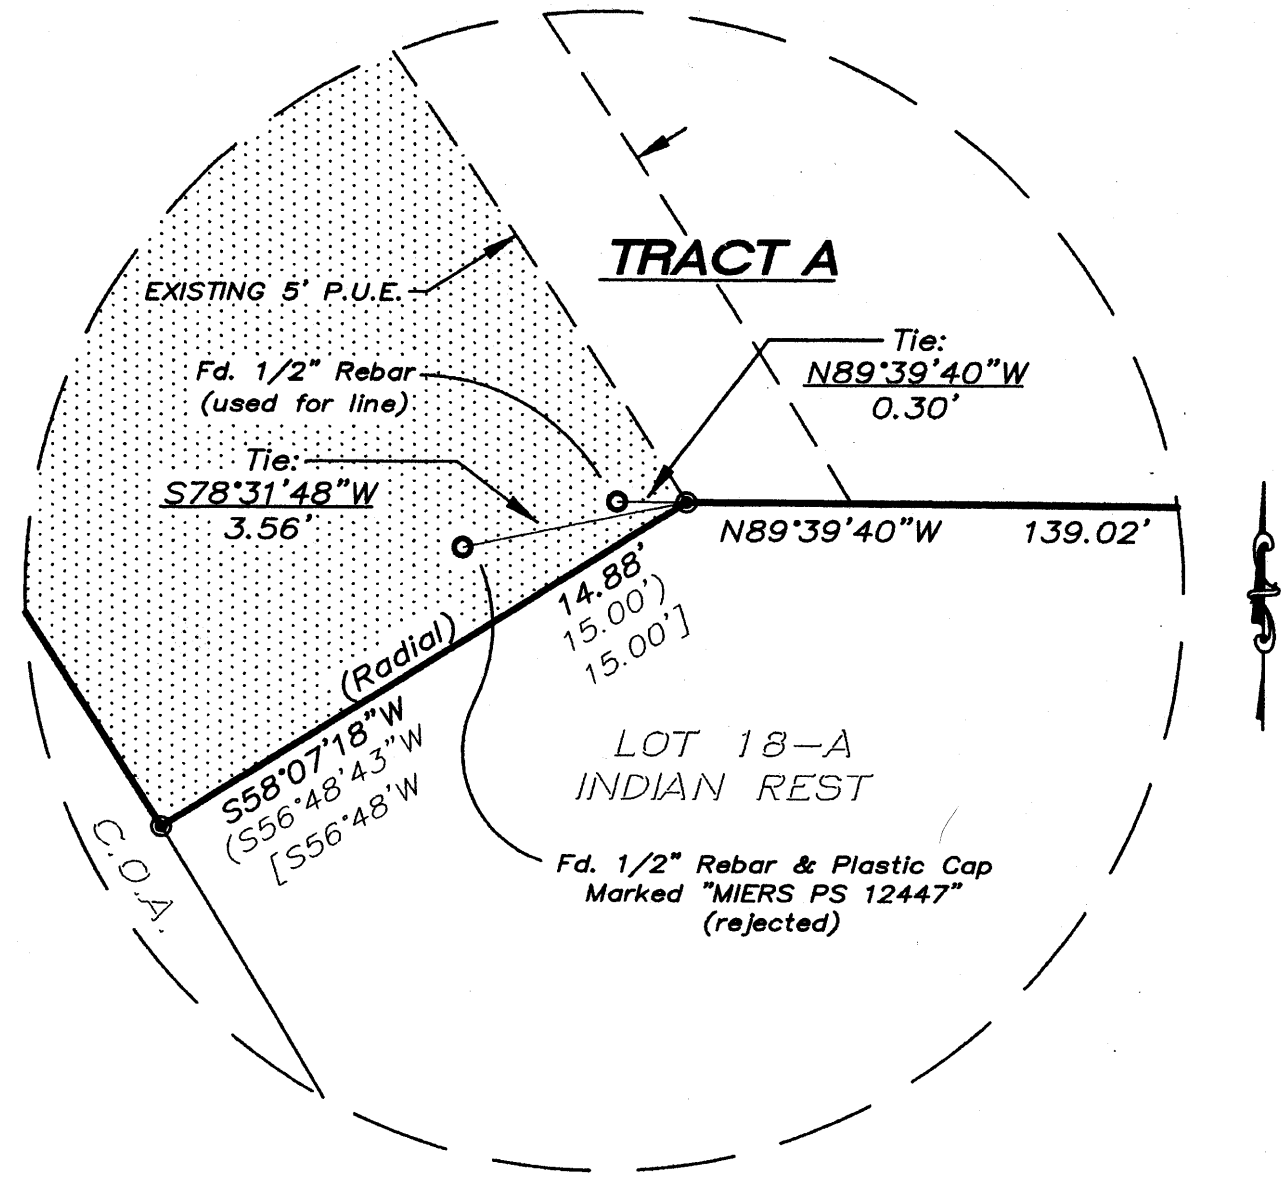 TRACT A
EXISTING 5' P.U.E.
Tie:
N89°39'40"W
0.30'
Fd. 1/2" Rebar
(used for line)
Tie:
S78°31'48"W
3.56'
N89°39'40"W 139.02'
14.88'
15.00')
15.00']
(Radial)
S58°07'18"W
(S56°48'43"W
[S56°48'W
LOT 18-A
INDIAN REST
C.O.A.
Fd. 1/2" Rebar & Plastic Cap
Marked "MIERS PS 12447"
(rejected)